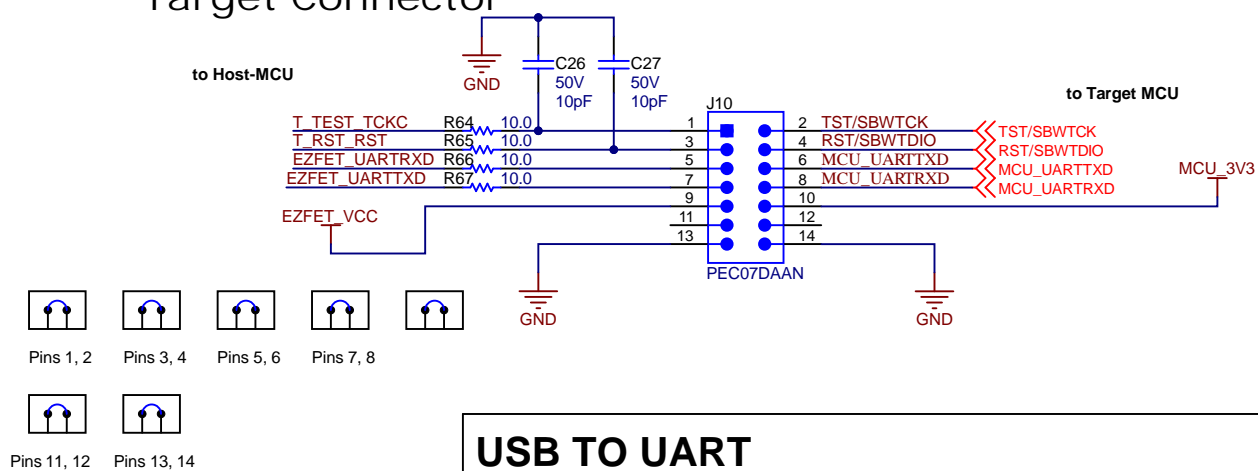 Target Connector
to Host-MCU
GND
C26
50V
10pF
C27
50V
10pF
J10
to Target MCU
T_TEST_TCKC R64 10.0 1 2 TST/SBWTCK TST/SBWTCK
T_RST_RST R65 10.0 3 4 RST/SBWTDIO RST/SBWTDIO
EZFET_UARTRXD R66 10.0 5 6 MCU_UARTTXD MCU_UARTTXD
EZFET_UARTTXD R67 10.0 7 8 MCU_UARTRXD MCU_UARTRXD
MCU_3V3
EZFET_VCC 9 10
11 12
13 14
PEC07DAAN
GND
GND
Pins 1, 2 Pins 3, 4 Pins 5, 6 Pins 7, 8
Pins 11, 12 Pins 13, 14
USB TO UART